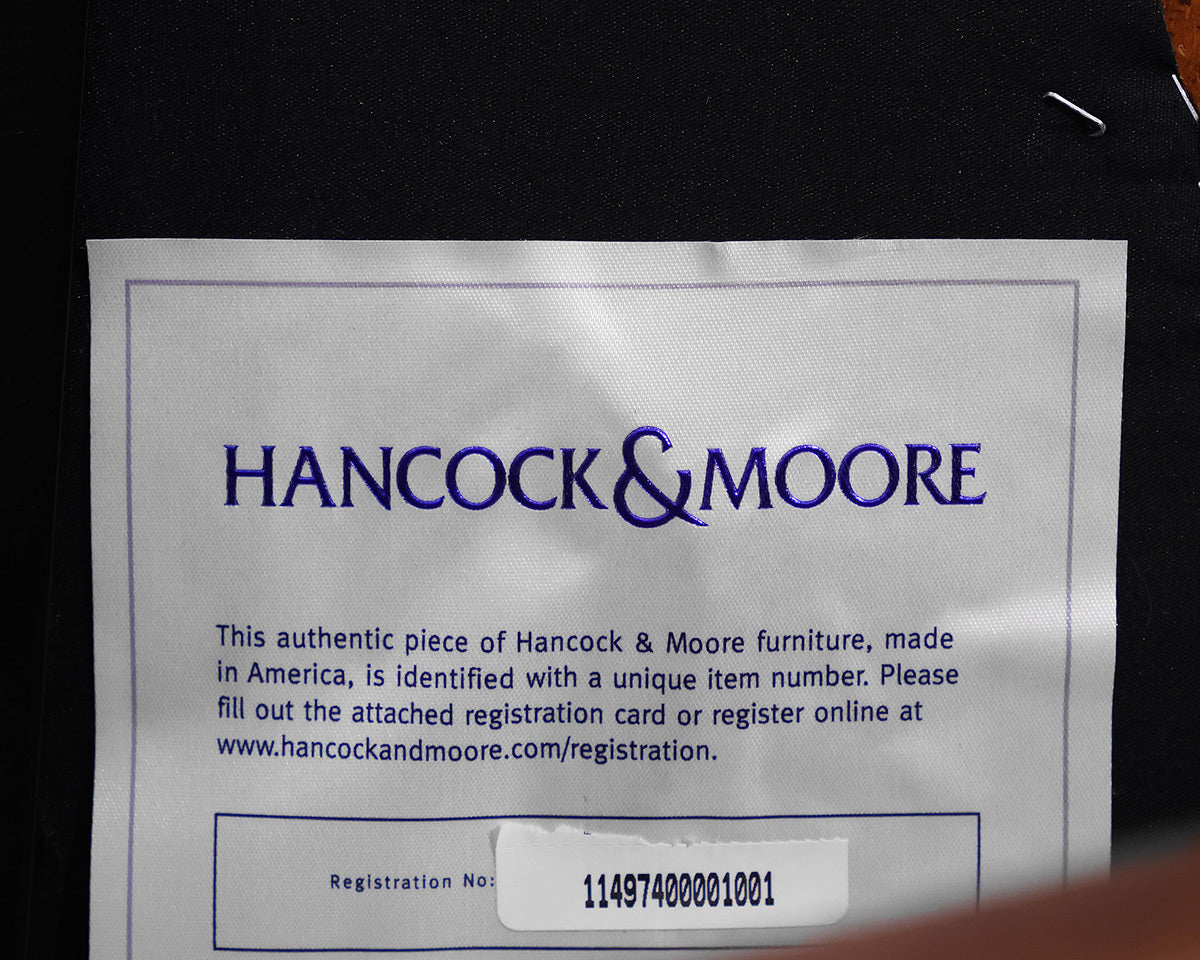 HANCOCK & MOORE
This authentic piece of Hancock & Moore furniture, made
in America, is identified with a unique item number. Please
fill out the attached registration card or register online at
www.hancockandmoore.com/registration.
Registration No: 11497400001001